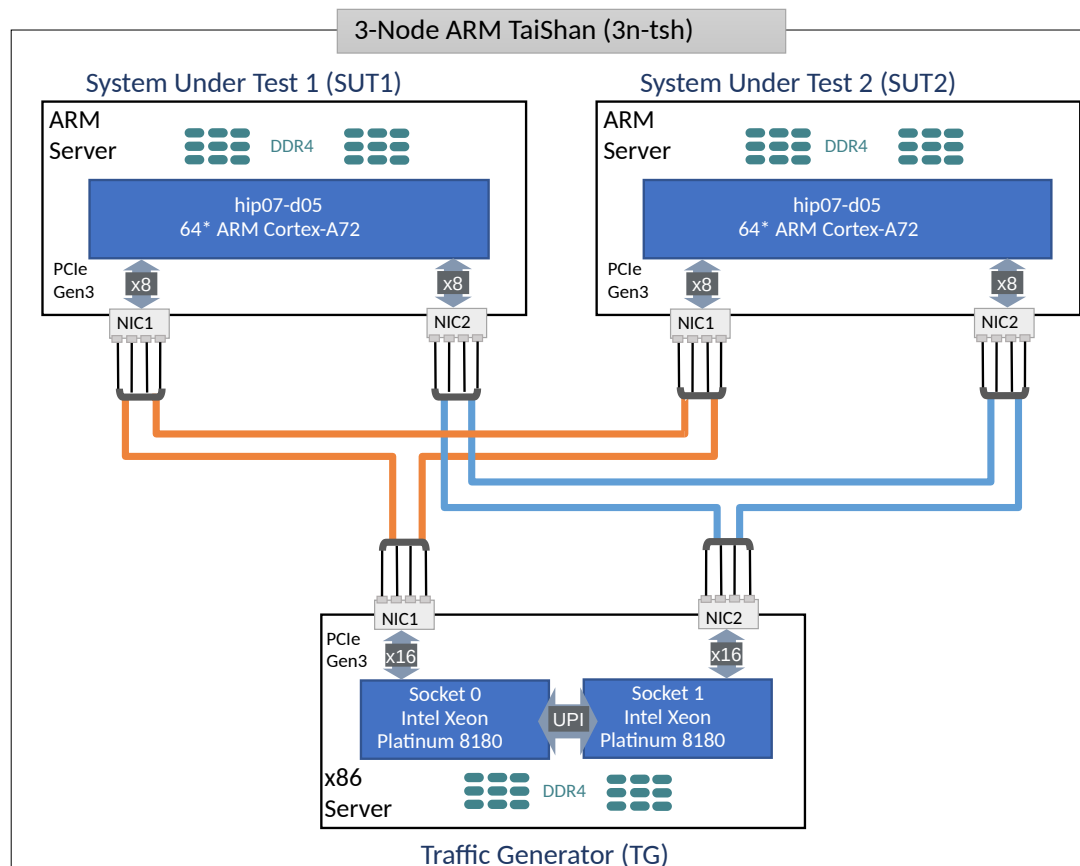 3-Node ARM TaiShan (3n-tsh)
System Under Test 1 (SUT1)
System Under Test 2 (SUT2)
ARM
Server
DDR4
hip07-d05
64* ARM Cortex-A72
PCIe
Gen3
x8
x8
NIC1
NIC2
ARM
Server
DDR4
hip07-d05
64* ARM Cortex-A72
PCIe
Gen3
x8
x8
NIC1
NIC2
NIC1
NIC2
PCIe
Gen3
x16
x16
Socket 0
Intel Xeon
Platinum 8180
UPI
Socket 1
Intel Xeon
Platinum 8180
x86
Server
DDR4
Traffic Generator (TG)